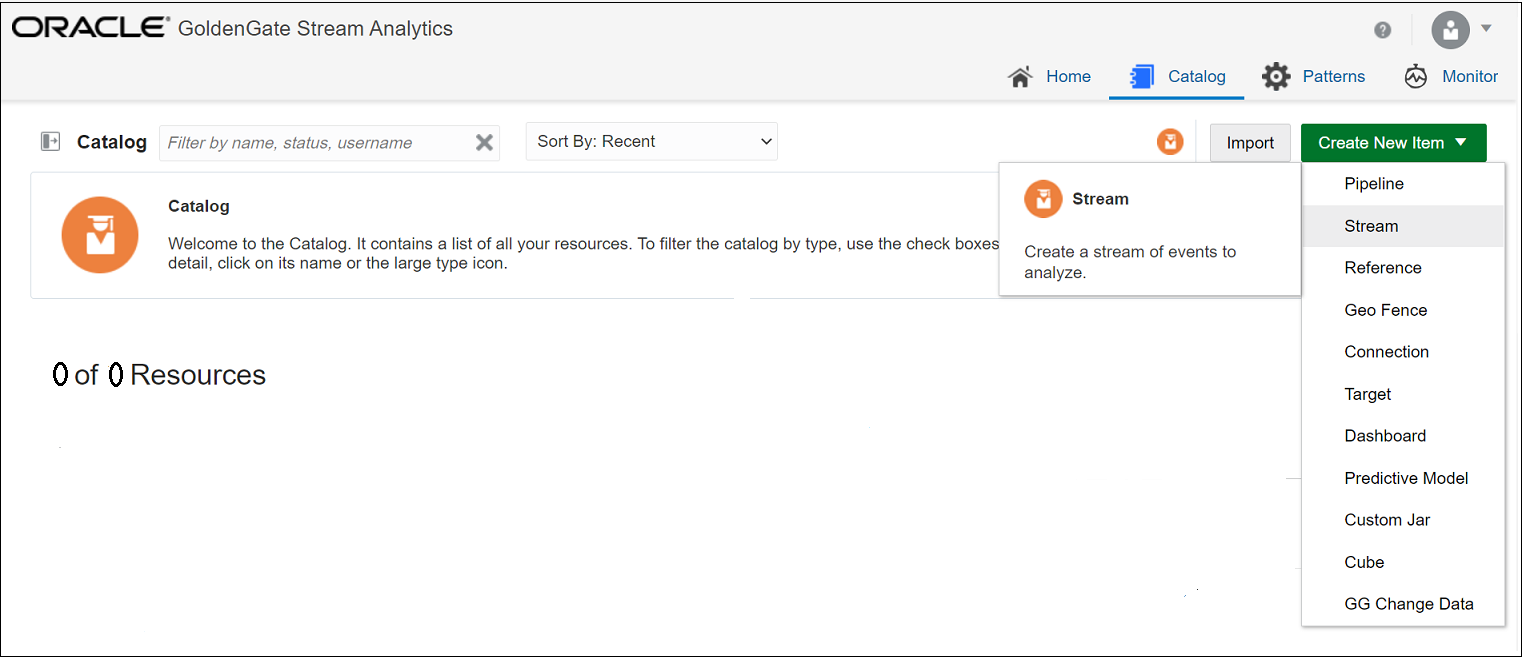 ORACLE® GoldenGate Stream Analytics
?
Home Catalog Patterns Monitor
Catalog Filter by name, status, username Sort By: Recent Import Create New Item
Catalog
Welcome to the Catalog. It contains a list of all your resources. To filter the catalog by type, use the check boxes
detail, click on its name or the large type icon.
Stream
Create a stream of events to
analyze.
Pipeline
Stream
Reference
Geo Fence
Connection
Target
Dashboard
Predictive Model
Custom Jar
Cube
GG Change Data
0 of 0 Resources